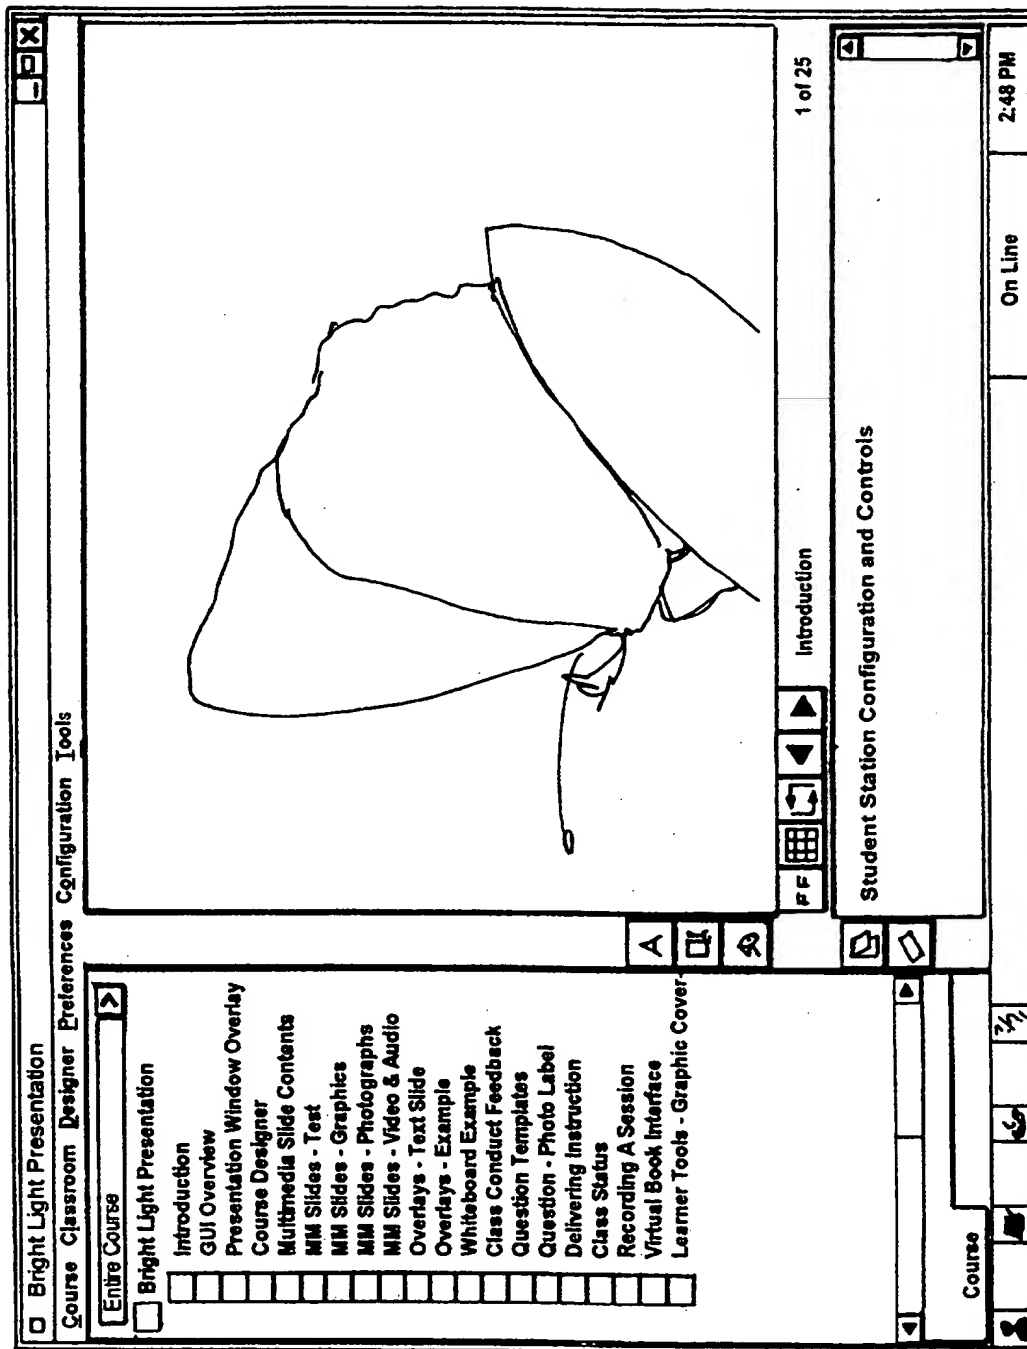 Bright Light Presentation
Course Classroom Designer Preferences Configuration Tools
Entire Course
Bright Light Presentation
Introduction
GUI Overview
Presentation Window Overlay
Course Designer
Multimedia Slide Contents
MM Slides - Test
MM Slides - Graphics
MM Slides - Photographs
MM Slides - Video & Audio
Overlays - Text Slide
Overlays - Example
Whiteboard Example
Class Conduct Feedback
Question Templates
Question - Photo Label
Delivering Instruction
Class Status
Recording A Session
Virtual Book Interface
Learner Tools - Graphic Cover-
Course
A
FF
Introduction
1 of 25
Student Station Configuration and Controls
On Line
2:48 PM